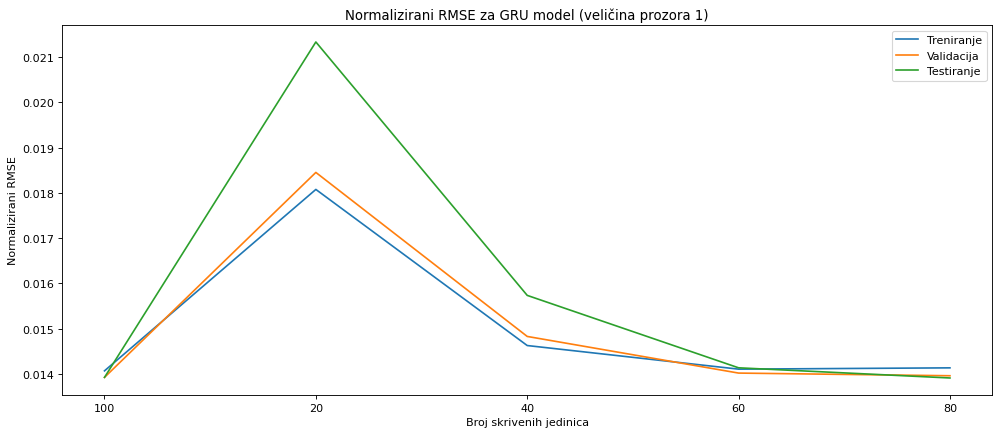 Normalizirani RMSE za GRU model (veličina prozora 1)
Treniranje
Validacija
Testiranje
Normalizirani RMSE
0.021
0.020
0.019
0.018
0.017
0.016
0.015
0.014
100 20 40 60 80
Broj skrivenih jedinica